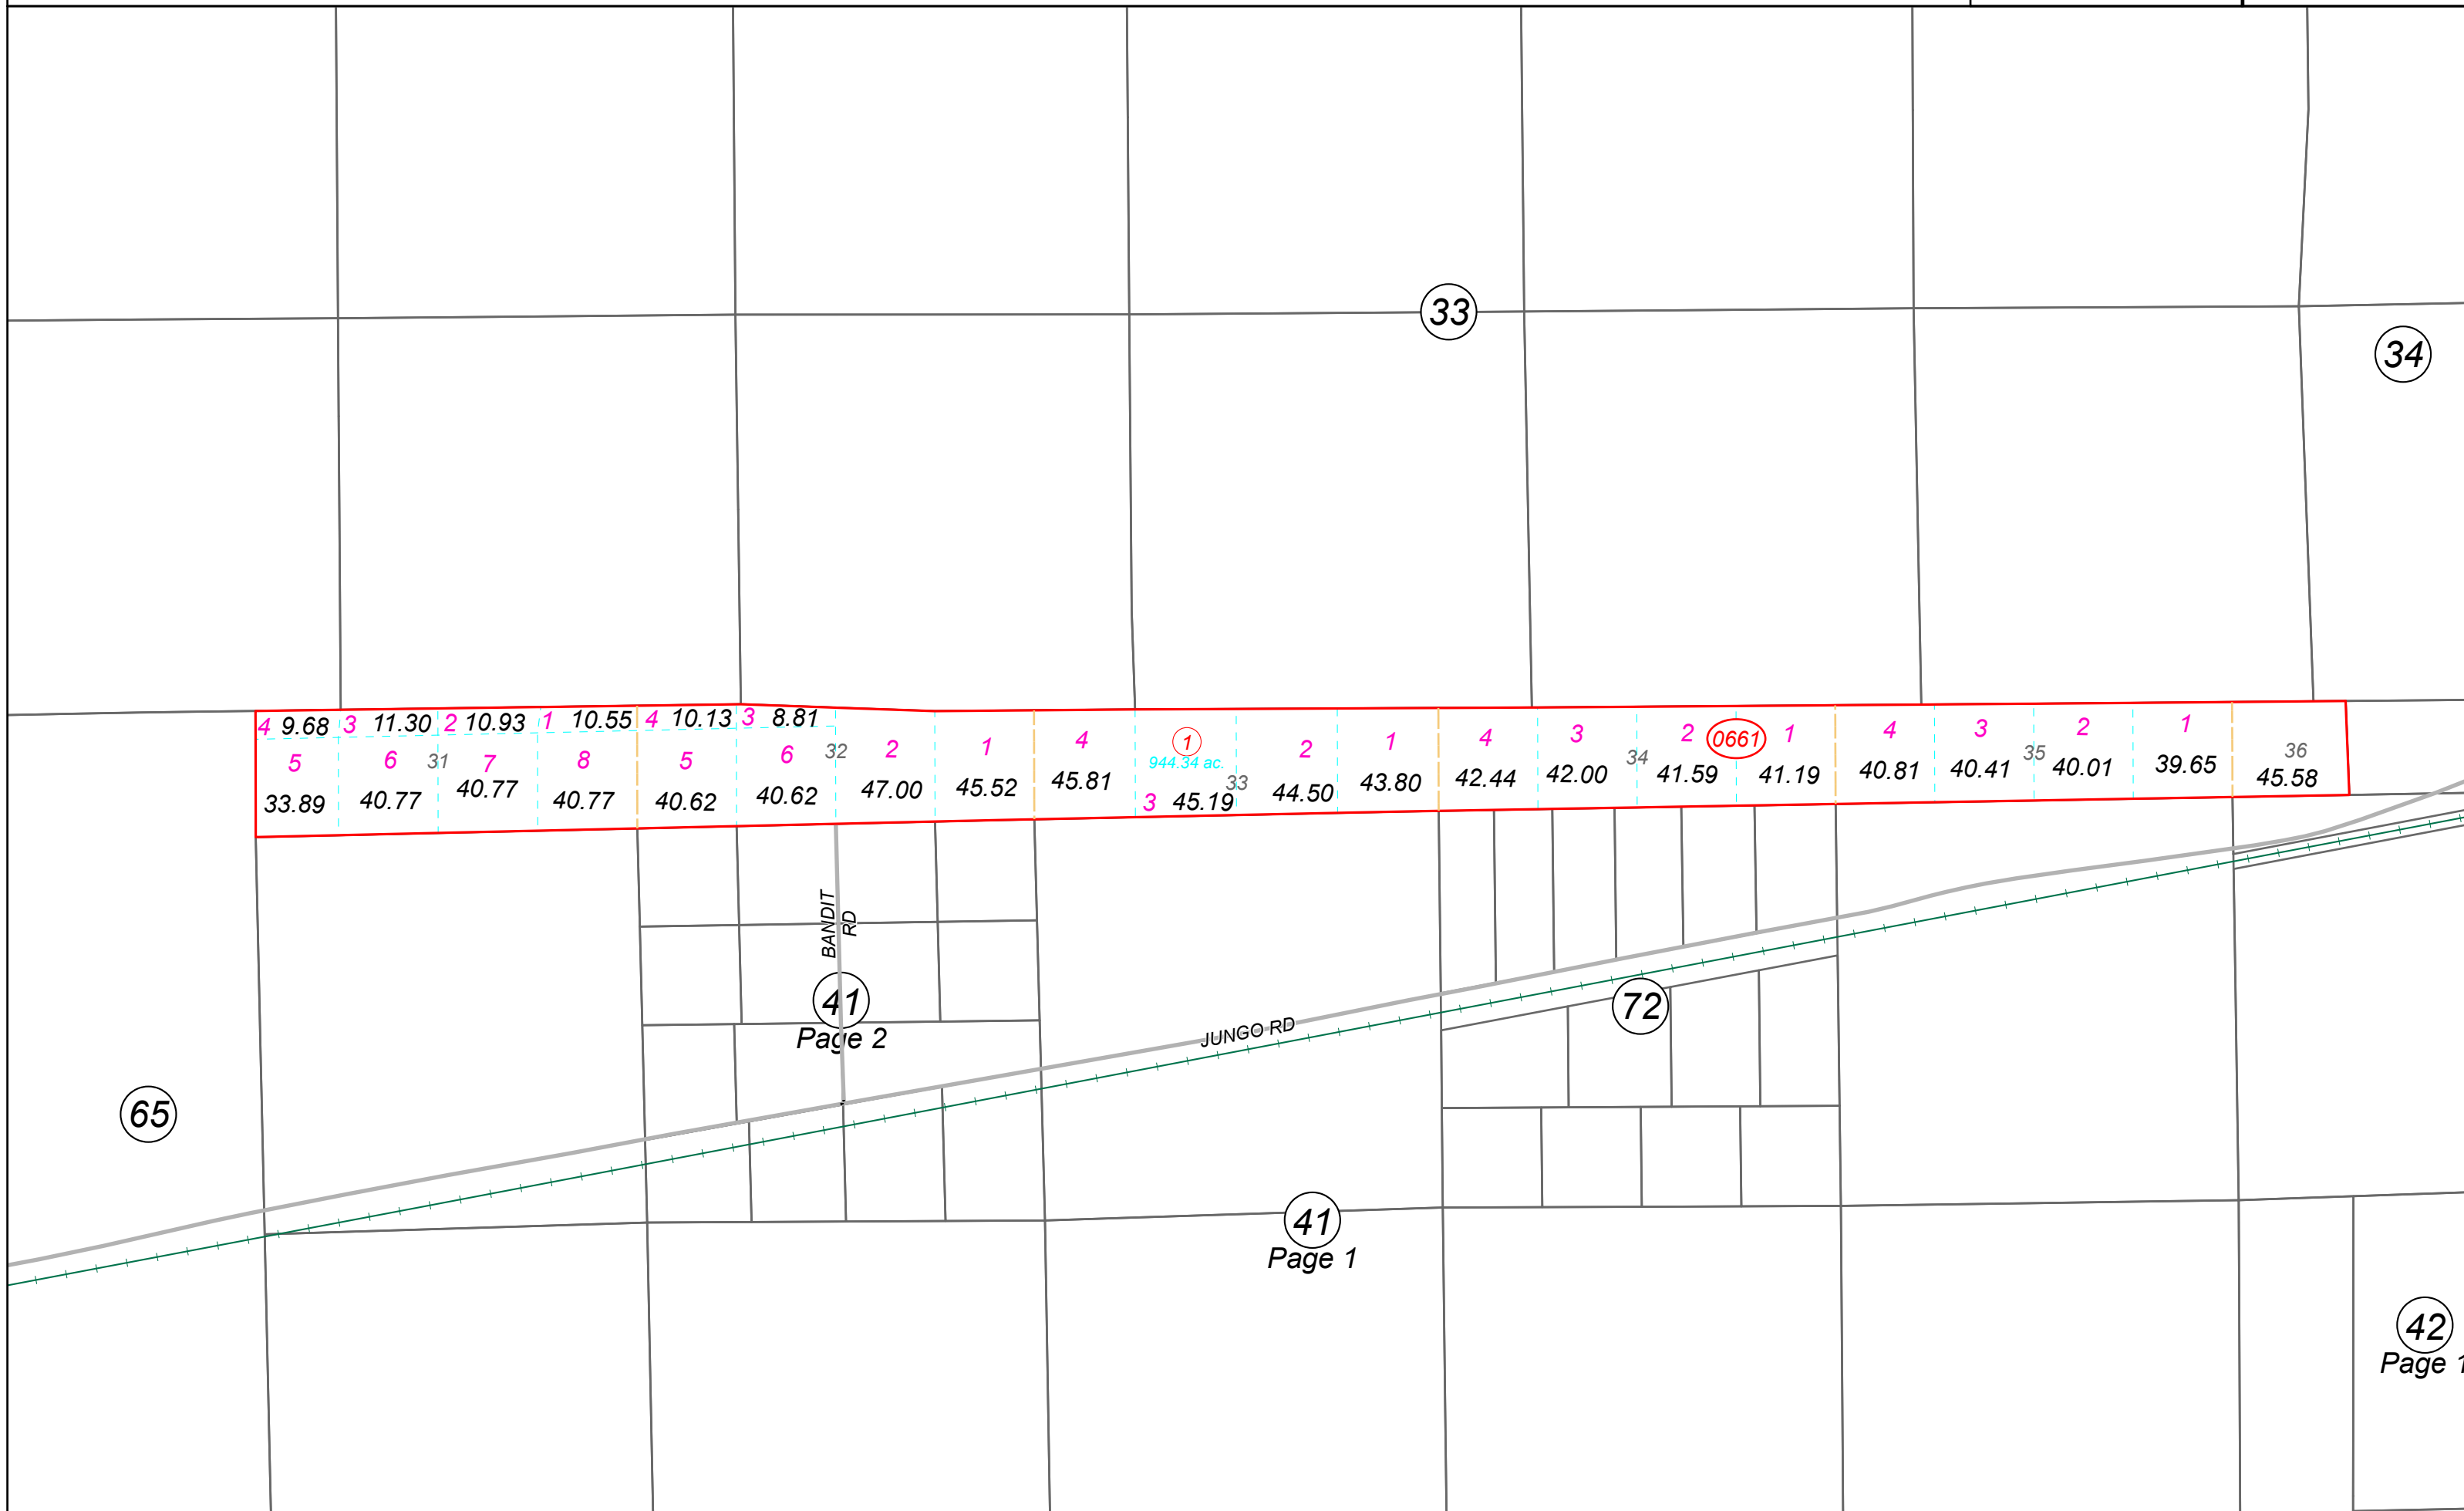 33
34
4 9.68 3 11.30 2 10.93 1 10.55 4 10.13 3 8.81
5 6 31 7 8 5 6 32 2 1 4 1 2 1 4 3 34 2 0661 1 4 3 35 2 1 36
944.34 ac.
33
33.89 40.77 40.77 40.77 40.62 40.62 47.00 45.52 45.81 3 45.19 44.50 43.80 42.44 42.00 41.59 41.19 40.81 40.41 40.01 39.65 45.58
BANDIT
RD
41
Page 2
JUNGO RD
72
65
41
Page 1
42
Page 1